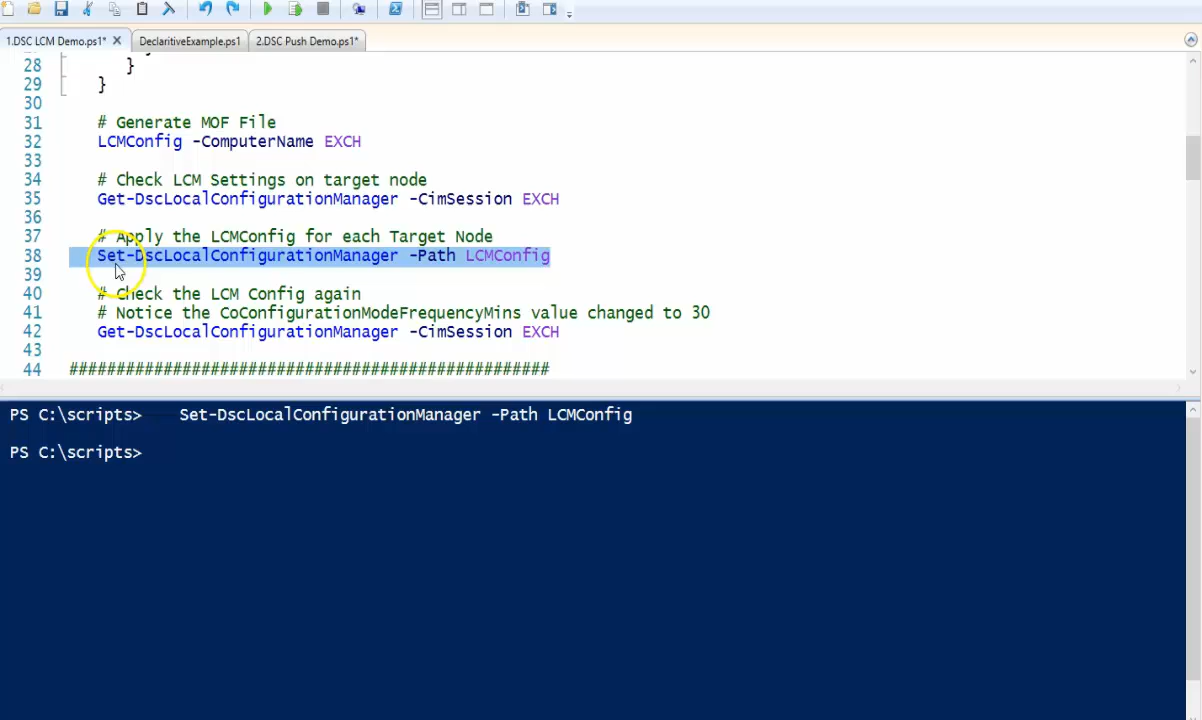 1.DSC LCM Demo.ps1* DeclaritiveExample.ps1 2.DSC Push Demo.ps1*
28 }
29 }
30
31 # Generate MOF File
32 LCMConfig -ComputerName EXCH
33
34 # Check LCM Settings on target node
35 Get-DscLocalConfigurationManager -CimSession EXCH
36
37 # Apply the LCMConfig for each Target Node
38 Set-DscLocalConfigurationManager -Path LCMConfig
39
40 # Check the LCM Config again
41 # Notice the CoConfigurationModeFrequencyMins value changed to 30
42 Get-DscLocalConfigurationManager -CimSession EXCH
43
44 ###################################################
PS C:\scripts> Set-DscLocalConfigurationManager -Path LCMConfig
PS C:\scripts>